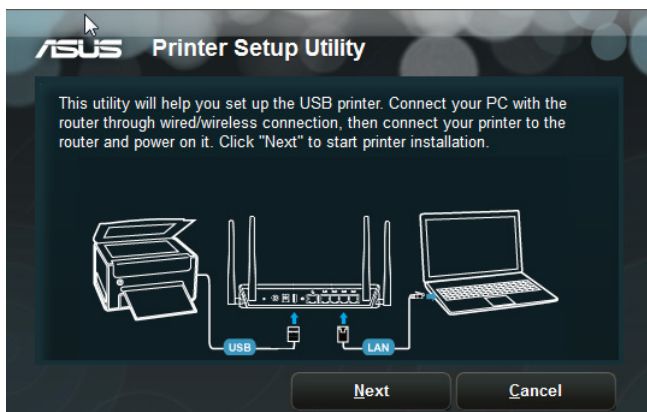 ASUS Printer Setup Utility
This utility will help you set up the USB printer. Connect your PC with the
router through wired/wireless connection, then connect your printer to the
router and power on it. Click "Next" to start printer installation.
USB
LAN
Next
Cancel